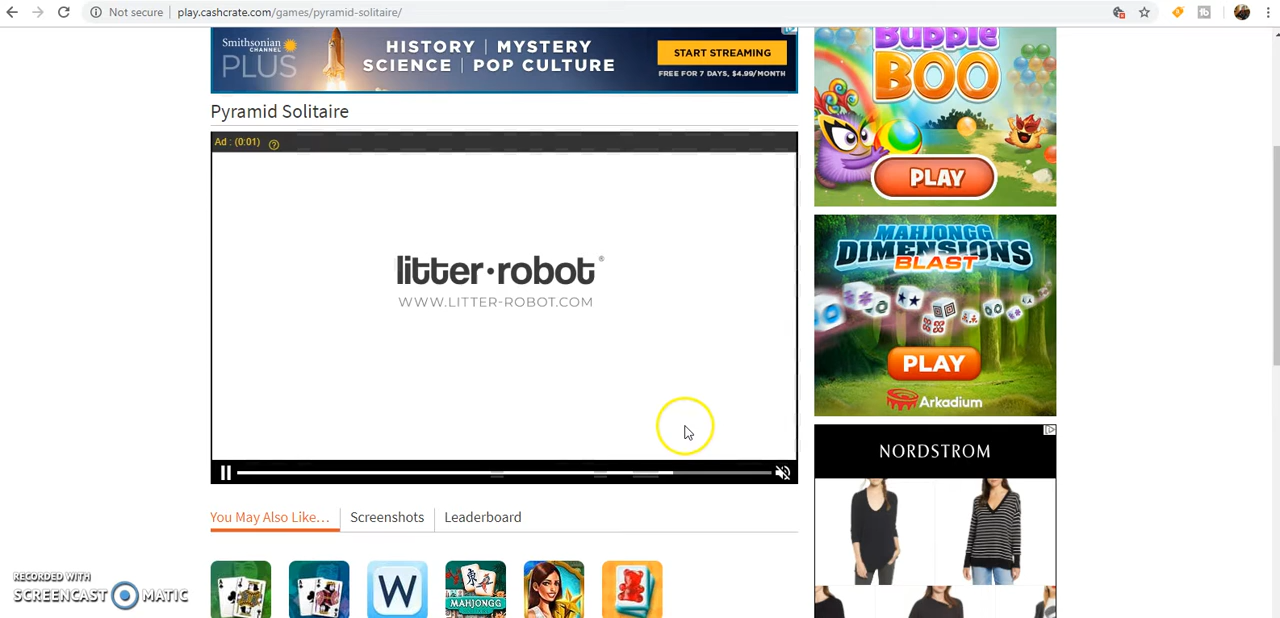 Not secure | play.cashcrate.com/games/pyramid-solitaire/
Smithsonian
CHANNEL
PLUS
HISTORY | MYSTERY
SCIENCE | POP CULTURE
START STREAMING
FREE FOR 7 DAYS, $4.99/MONTH
Pyramid Solitaire
Ad : (0:01) ?
litter·robot®
WWW.LITTER-ROBOT.COM
You May Also Like...
Screenshots
Leaderboard
W
MAHJONGG
Bubble
BOO
PLAY
MAHJONGG
DIMENSIONS
BLAST
PLAY
Arkadium
NORDSTROM
RECORDED WITH
SCREENCAST MATIC